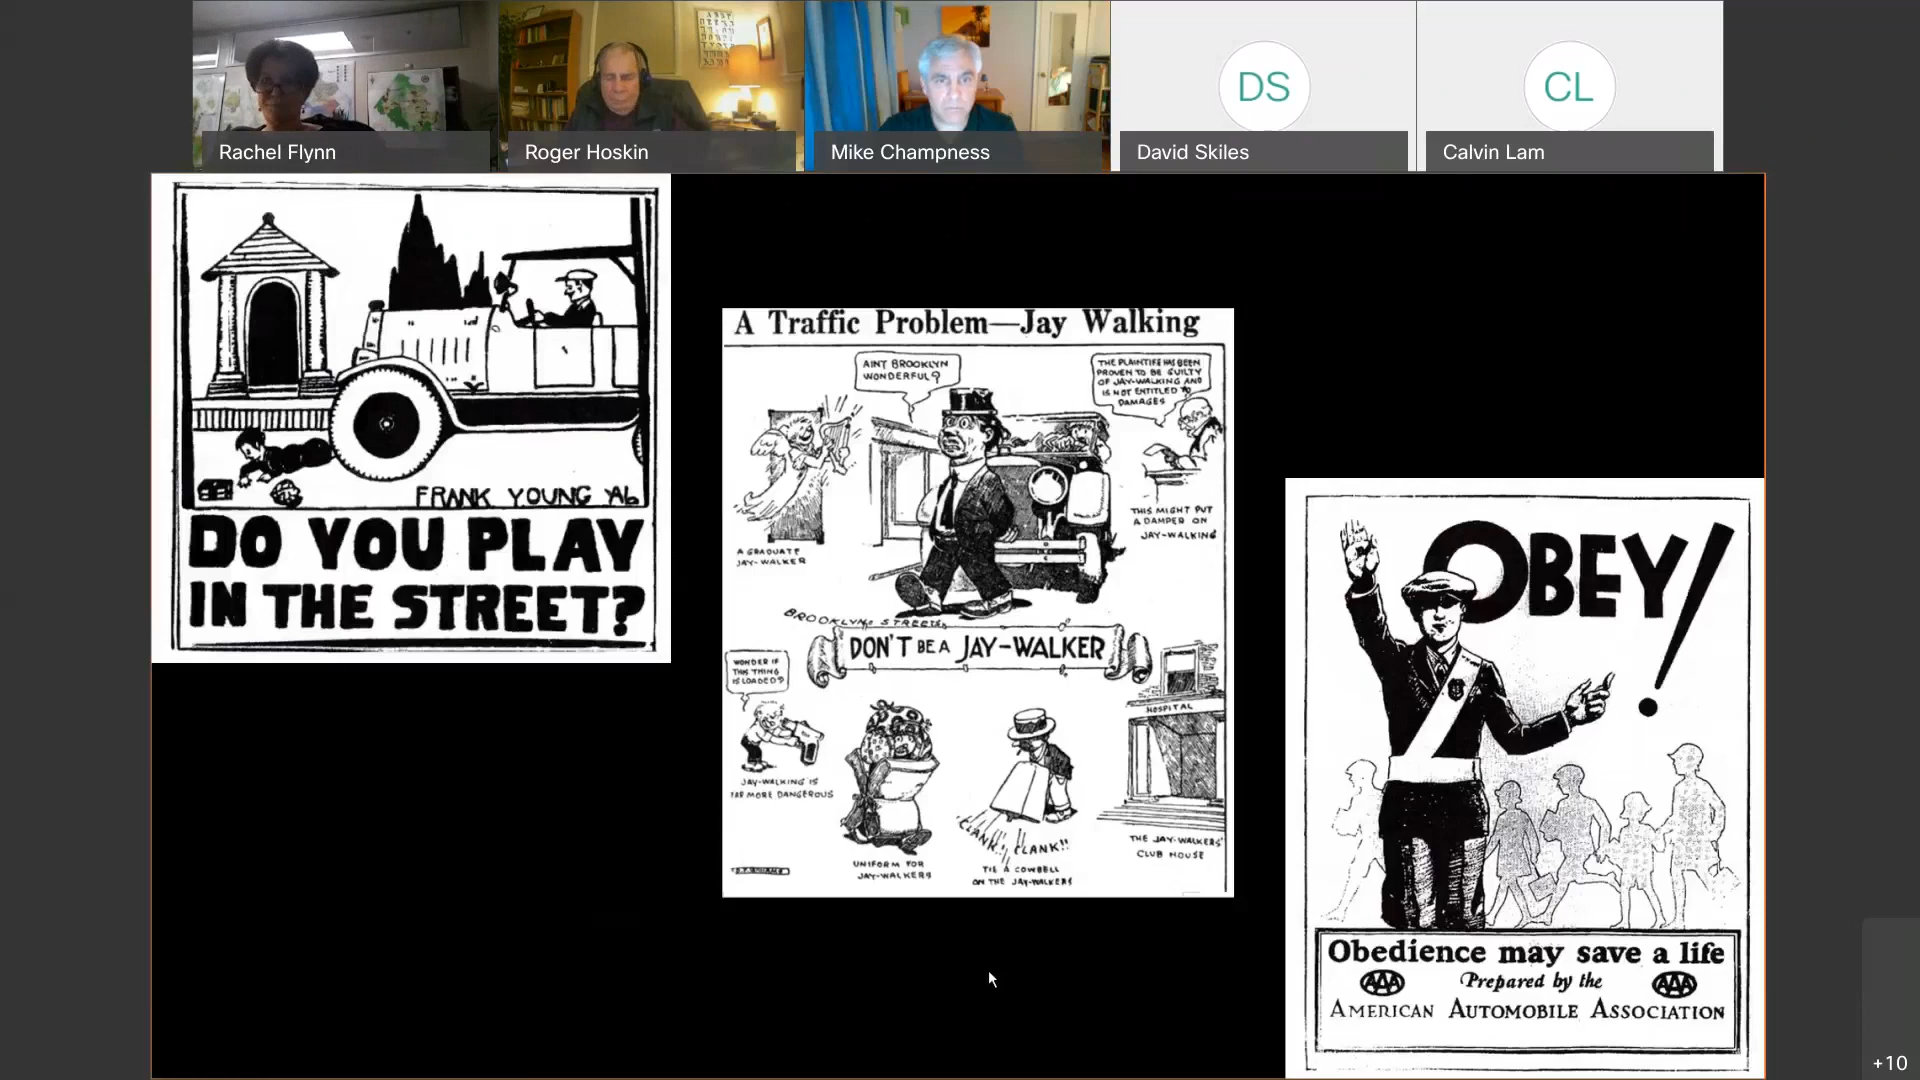 Rachel Flynn
Roger Hoskin
Mike Champness
DS
David Skiles
CL
Calvin Lam
FRANK YOUNG
DO YOU PLAY
IN THE STREET?
A Traffic Problem—Jay Walking
AINT BROOKLYN
WONDERFUL?
THE PLAINTIFF HAS BEEN
PROVEN TO BE GUILTY
OF JAY-WALKING AND
IS NOT ENTITLED TO
DAMAGES
A GRADUATE
JAY-WALKER
THIS MIGHT PUT
A DAMPER ON
JAY-WALKING
BROOKLYN STREETS
DON'T BE A JAY-WALKER
WONDER IF
THIS THING
IS LOADED?
JAY-WALKING IS
FAR MORE DANGEROUS
UNIFORM FOR
JAY-WALKERS
CLANK! CLANK!!
TIE A COWBELL
ON THE JAY-WALKERS
HOSPITAL
THE JAY-WALKERS'
CLUB HOUSE
OBEY!
Obedience may save a life
AAA
Prepared by the
AAA
AMERICAN AUTOMOBILE ASSOCIATION
+10